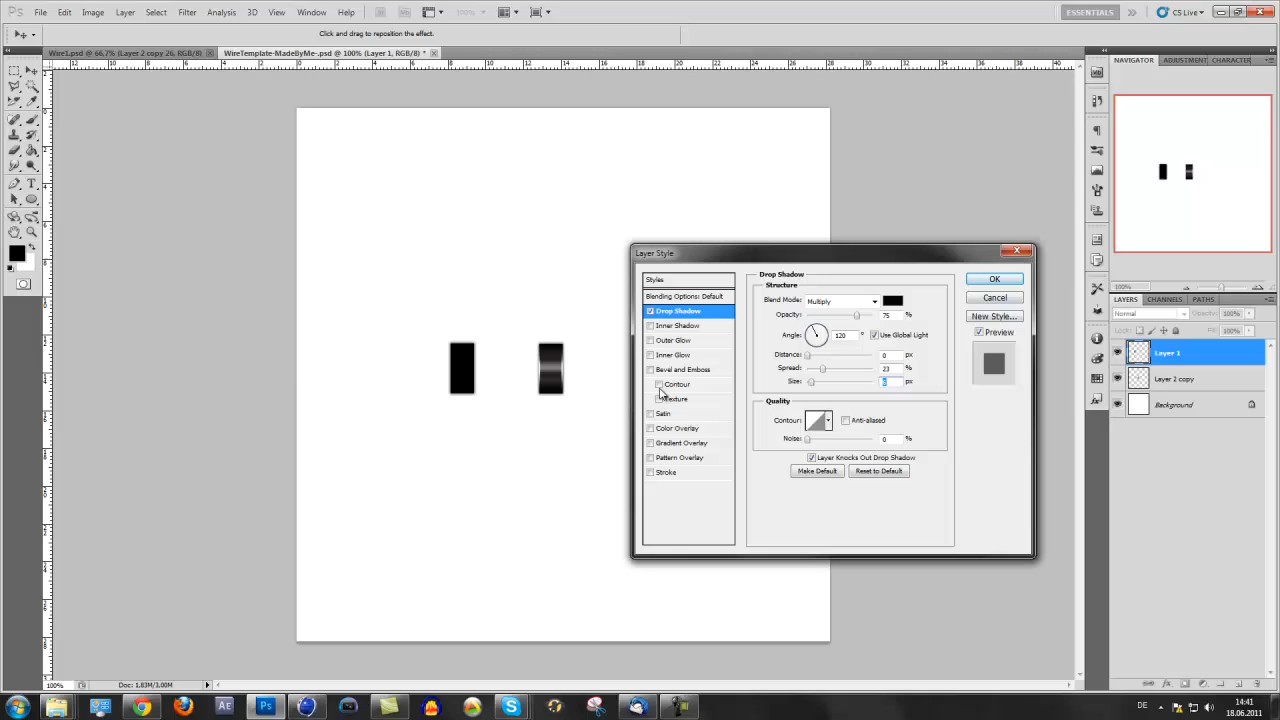 Ps File Edit Image Layer Select Filter Analysis 3D View Window Help 100% ESSENTIALS CS Live
Click and drag to reposition the effect.
Wire1.psd @ 66,7% (Layer 2 copy 26, RGB/8)
WireTemplate-MadeByMe-.psd @ 100% (Layer 1, RGB/8) *
NAVIGATOR ADJUSTMENT CHARACTER
Layer Style
Styles
Blending Options: Default
Drop Shadow
Inner Shadow
Outer Glow
Inner Glow
Bevel and Emboss
Contour
Texture
Satin
Color Overlay
Gradient Overlay
Pattern Overlay
Stroke
Drop Shadow
Structure
Blend Mode: Multiply
Opacity: 75 %
Angle: 120 ° Use Global Light
Distance: 0 px
Spread: 23 %
Size: px
Quality
Contour: Anti-aliased
Noise: 0 %
Layer Knocks Out Drop Shadow
Make Default Reset to Default
OK
Cancel
New Style...
Preview
100%
LAYERS CHANNELS PATHS
Normal Opacity: 100%
Lock: Fill: 100%
Layer 1
Layer 2 copy
Background
100% Doc: 1,83M/3,00M
Ae Ps DE 14:41
18.06.2011